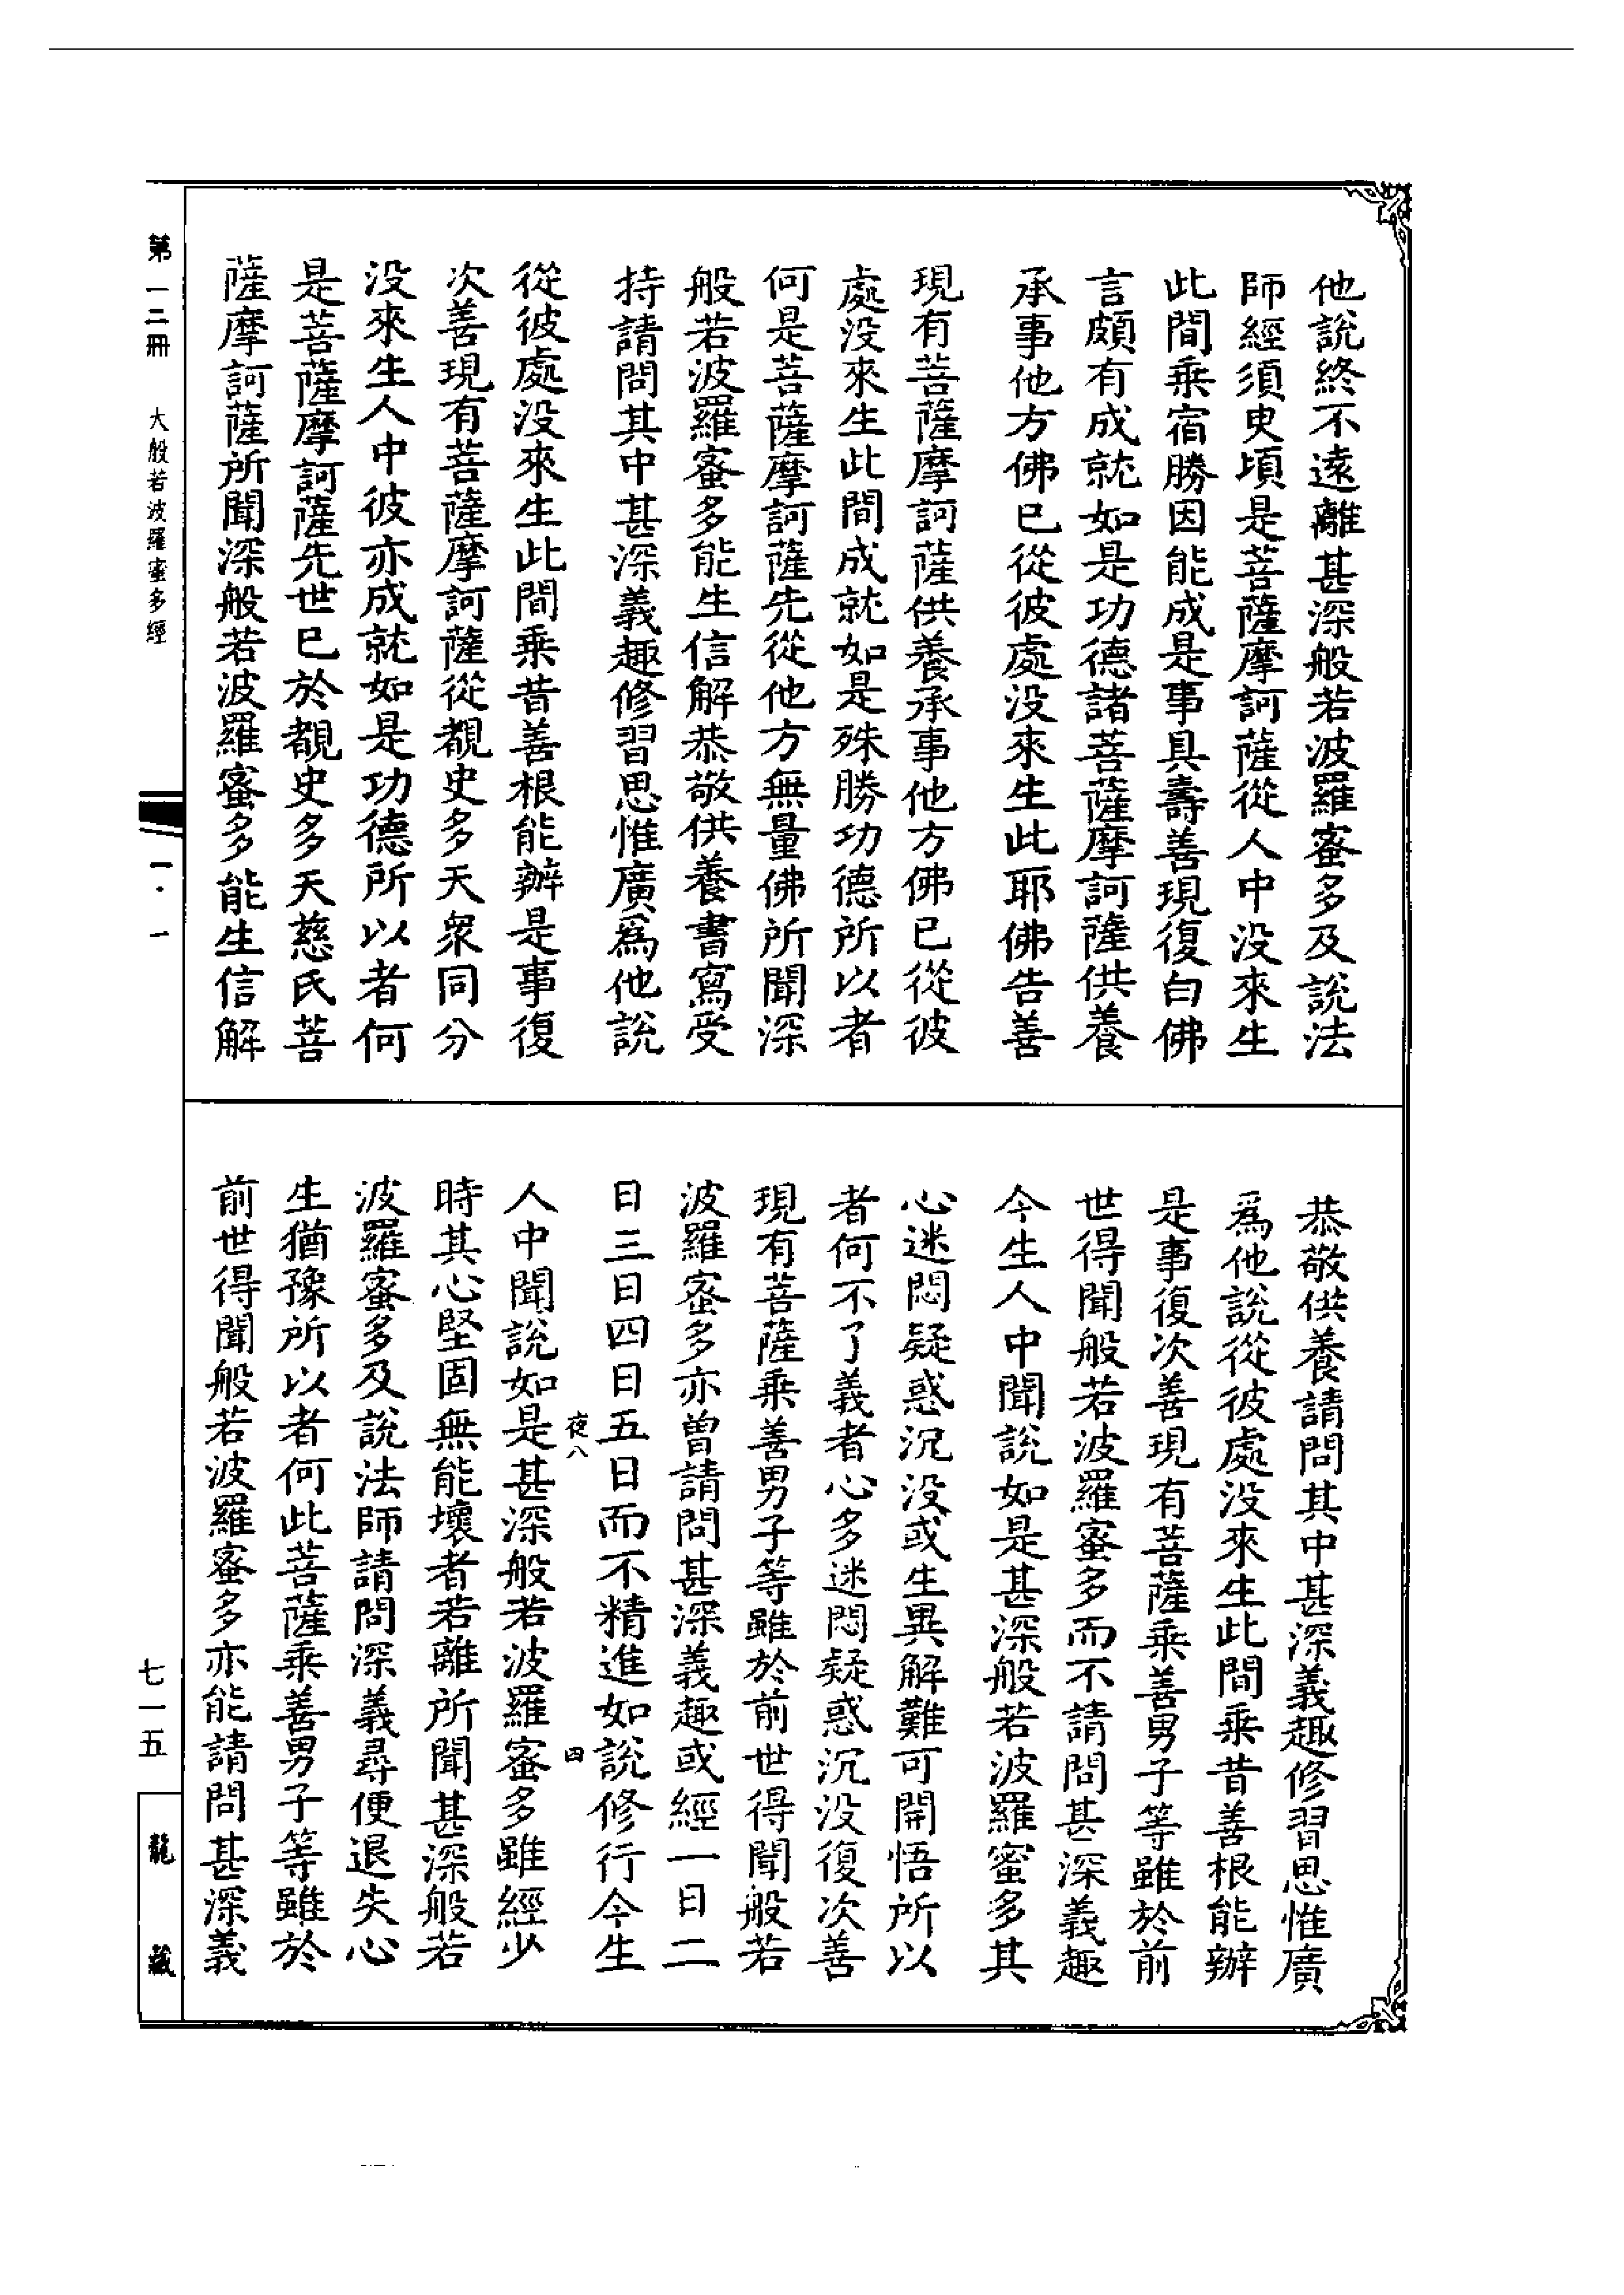 他說終不遠離甚深般若波羅蜜多及說法
師經須臾頃是菩薩摩訶薩從人中没來生
此間乗宿勝因能成是事具壽善現復白佛
言頗有成就如是功德諸菩薩摩訶薩供養
承事他方佛已從彼處没來生此耶佛告善
現有菩薩摩訶薩供養承事他方佛已從彼
處没來生此間成就如是殊勝功德所以者
何是菩薩摩訶薩先從他方無量佛所聞深
般若波羅蜜多能生信解恭敬供養書寫受
持請問其中甚深義趣修習思惟廣爲他說
從彼處没來生此間乗昔善根能辦是事復
次善現有菩薩摩訶薩從覩史多天衆同分
没來生人中彼亦成就如是功德所以者何
是菩薩摩訶薩先世已於覩史多天慈氏菩
薩摩訶薩所聞深般若波羅蜜多能生信解
恭敬供養請問其中甚深義趣修習思惟廣
爲他說從彼處没來生此間乗昔善根能辦
是事復次善現有菩薩乗善男子等雖於前
世得聞般若波羅蜜多而不請問甚深義趣
今生人中聞說如是甚深般若波羅蜜多其
心迷悶疑惑沉没或生異解難可開悟所以
者何不了義者心多迷悶疑惑沉没復次善
現有菩薩乗善男子等雖於前世得聞般若
波羅蜜多亦曾請問甚深義趣或經一日二
日三日四日五日而不精進如說修行今生
夜八 四
人中聞說如是甚深般若波羅蜜多雖經少
時其心堅固無能壞者若離所聞甚深般若
波羅蜜多及說法師請問深義尋便退失心
生猶豫所以者何此菩薩乗善男子等雖於
前世得聞般若波羅蜜多亦能請問甚深義
第一二冊 大般若波羅蜜多經
一・一
七一五
龍藏